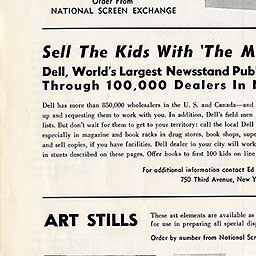 Order From
NATIONAL SCREEN EXCHANGE
Sell The Kids With 'The M
Dell, World's Largest Newsstand Pub
Through 100,000 Dealers In
Dell has more than 850,000 wholesalers in the U. S. and Canada—and
up and requesting them to work with you. In addition, Dell's field men
lists. But don't wait for them to get to your territory: call the local Dell
especially in magazine and book racks in drug stores, book shops, supe
and sell copies, if you have facilities. Dell dealer in your city will work
in stunts described on these pages. Offer books to first 100 kids on line
For additional information contact Ed
750 Third Avenue, New Y
ART STILLS
These art elements are available as
for use in preparing all special disp
Order by number from National Scr